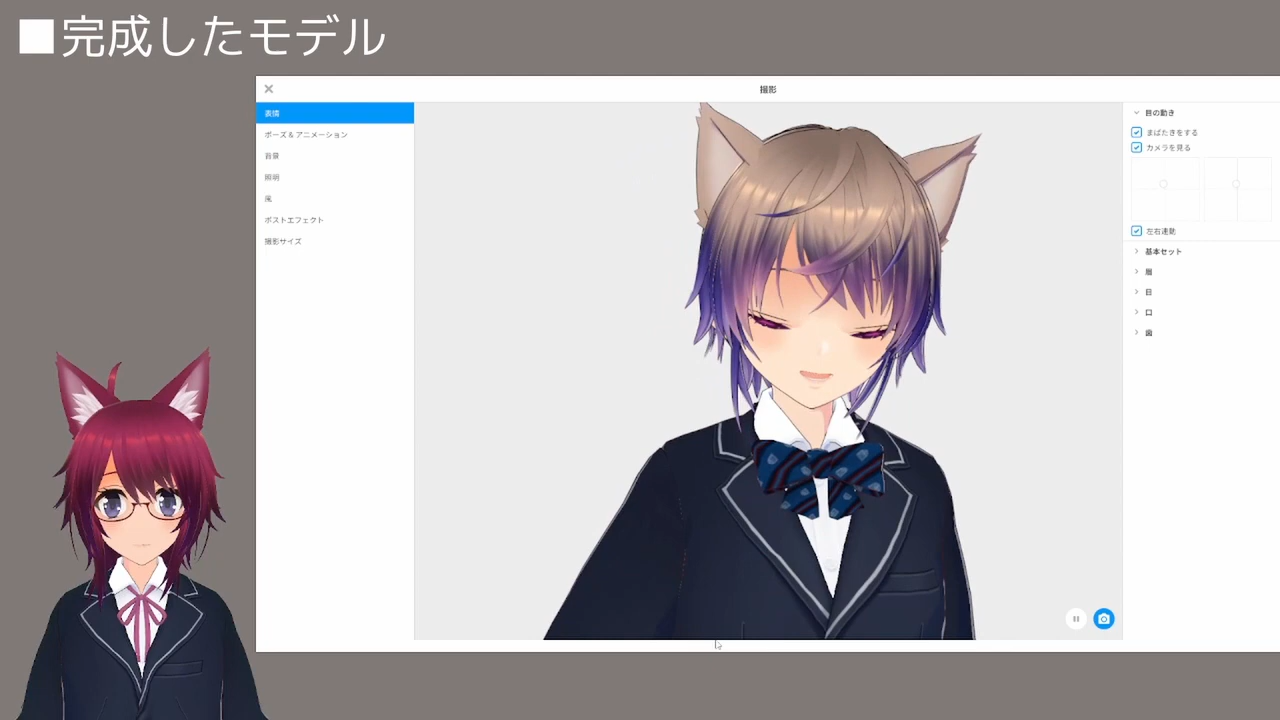 ■完成したモデル
撮影
表情
ポーズ&アニメーション
背景
照明
風
ポストエフェクト
撮影サイズ
目の動き
まばたきをする
カメラを見る
左右連動
基本セット
眉
目
口
歯